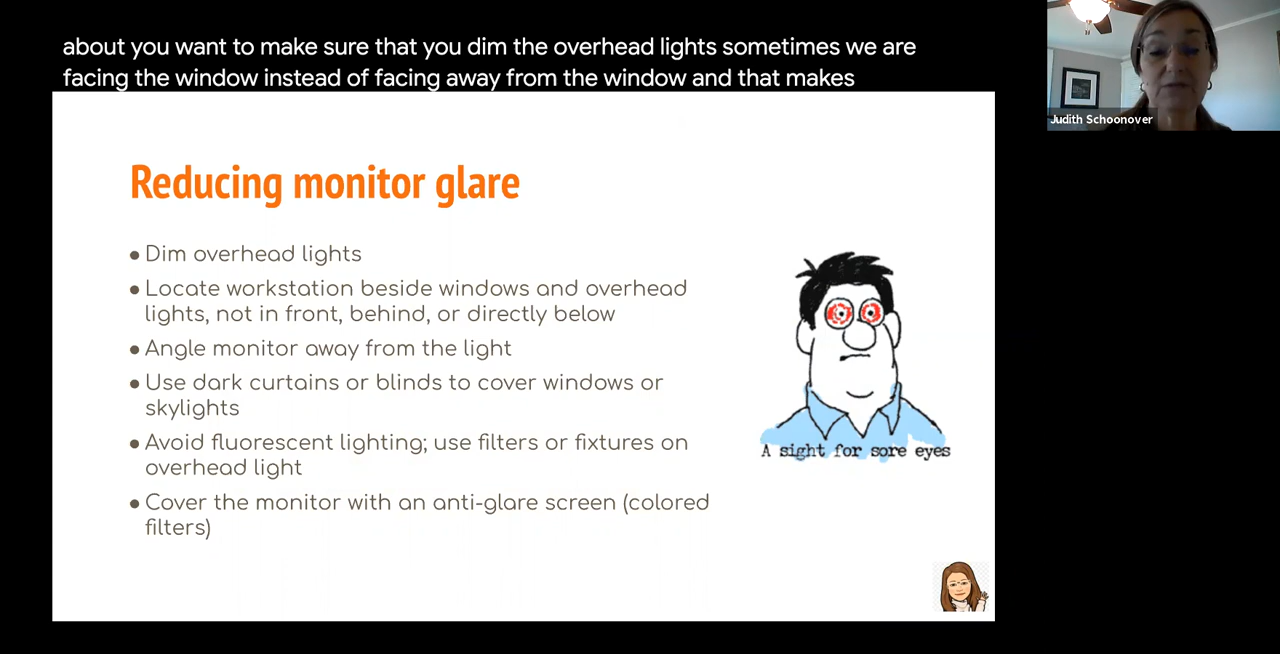 about you want to make sure that you dim the overhead lights sometimes we are
facing the window instead of facing away from the window and that makes
Judith Schoonover
Reducing monitor glare
● Dim overhead lights
● Locate workstation beside windows and overhead
lights, not in front, behind, or directly below
● Angle monitor away from the light
● Use dark curtains or blinds to cover windows or
skylights
● Avoid fluorescent lighting; use filters or fixtures on
overhead light
● Cover the monitor with an anti-glare screen (colored
filters)
A sight for sore eyes